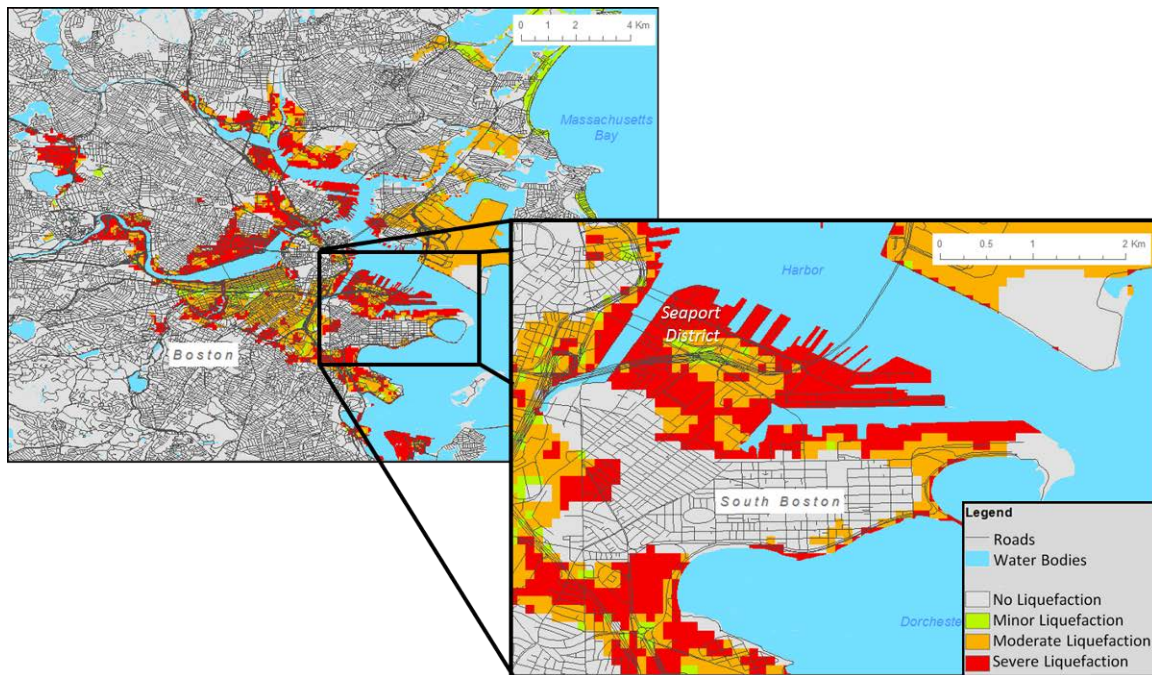 0 1 2 4 Km
Massachusetts
Bay
Boston
0 0.5 1 2 Km
Harbor
Seaport
District
South Boston
Dorchester
Legend
Roads
Water Bodies
No Liquefaction
Minor Liquefaction
Moderate Liquefaction
Severe Liquefaction